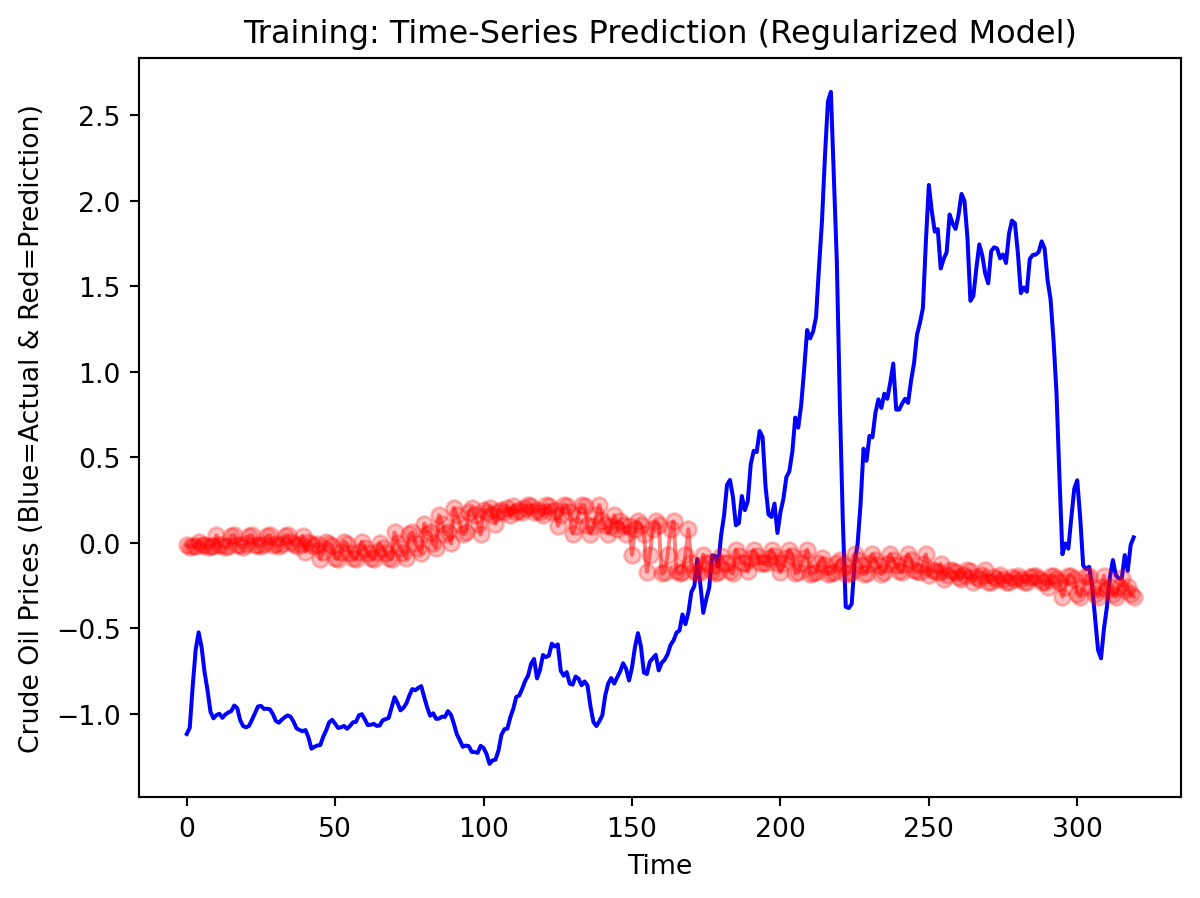 Training: Time-Series Prediction (Regularized Model)
Crude Oil Prices (Blue=Actual & Red=Prediction)
2.5
2.0
1.5
1.0
0.5
0.0
−0.5
−1.0
0 50 100 150 200 250 300
Time